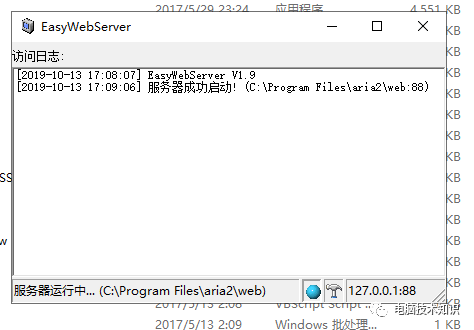 2017/5/29 23:24 应用程序 4,551 KB
EasyWebServer
访问日志:
[2019-10-13 17:08:07] EasyWebServer V1.9
[2019-10-13 17:09:06] 服务器成功启动! (C:\Program Files\aria2\web:88)
KB
KB
KB
KB
KB
SS
KB
KB
w
KB
KB
KB
服务器运行中... (C:\Program Files\aria2\web)
127.0.0.1:88
2017/5/13 2:08 VBScript Script
电脑技术知识
2017/5/13 2:09 Windows 批处理... KB